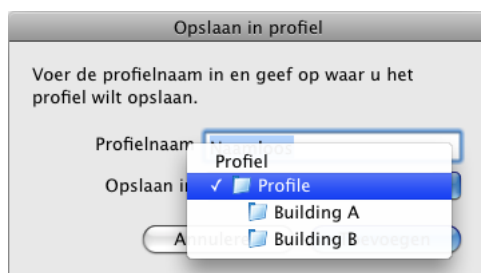 Opslaan in profiel
Voer de profielnaam in en geef op waar u het
profiel wilt opslaan.
Profielnaam
Profiel
Opslaan in
✓ Profile
Building A
Building B